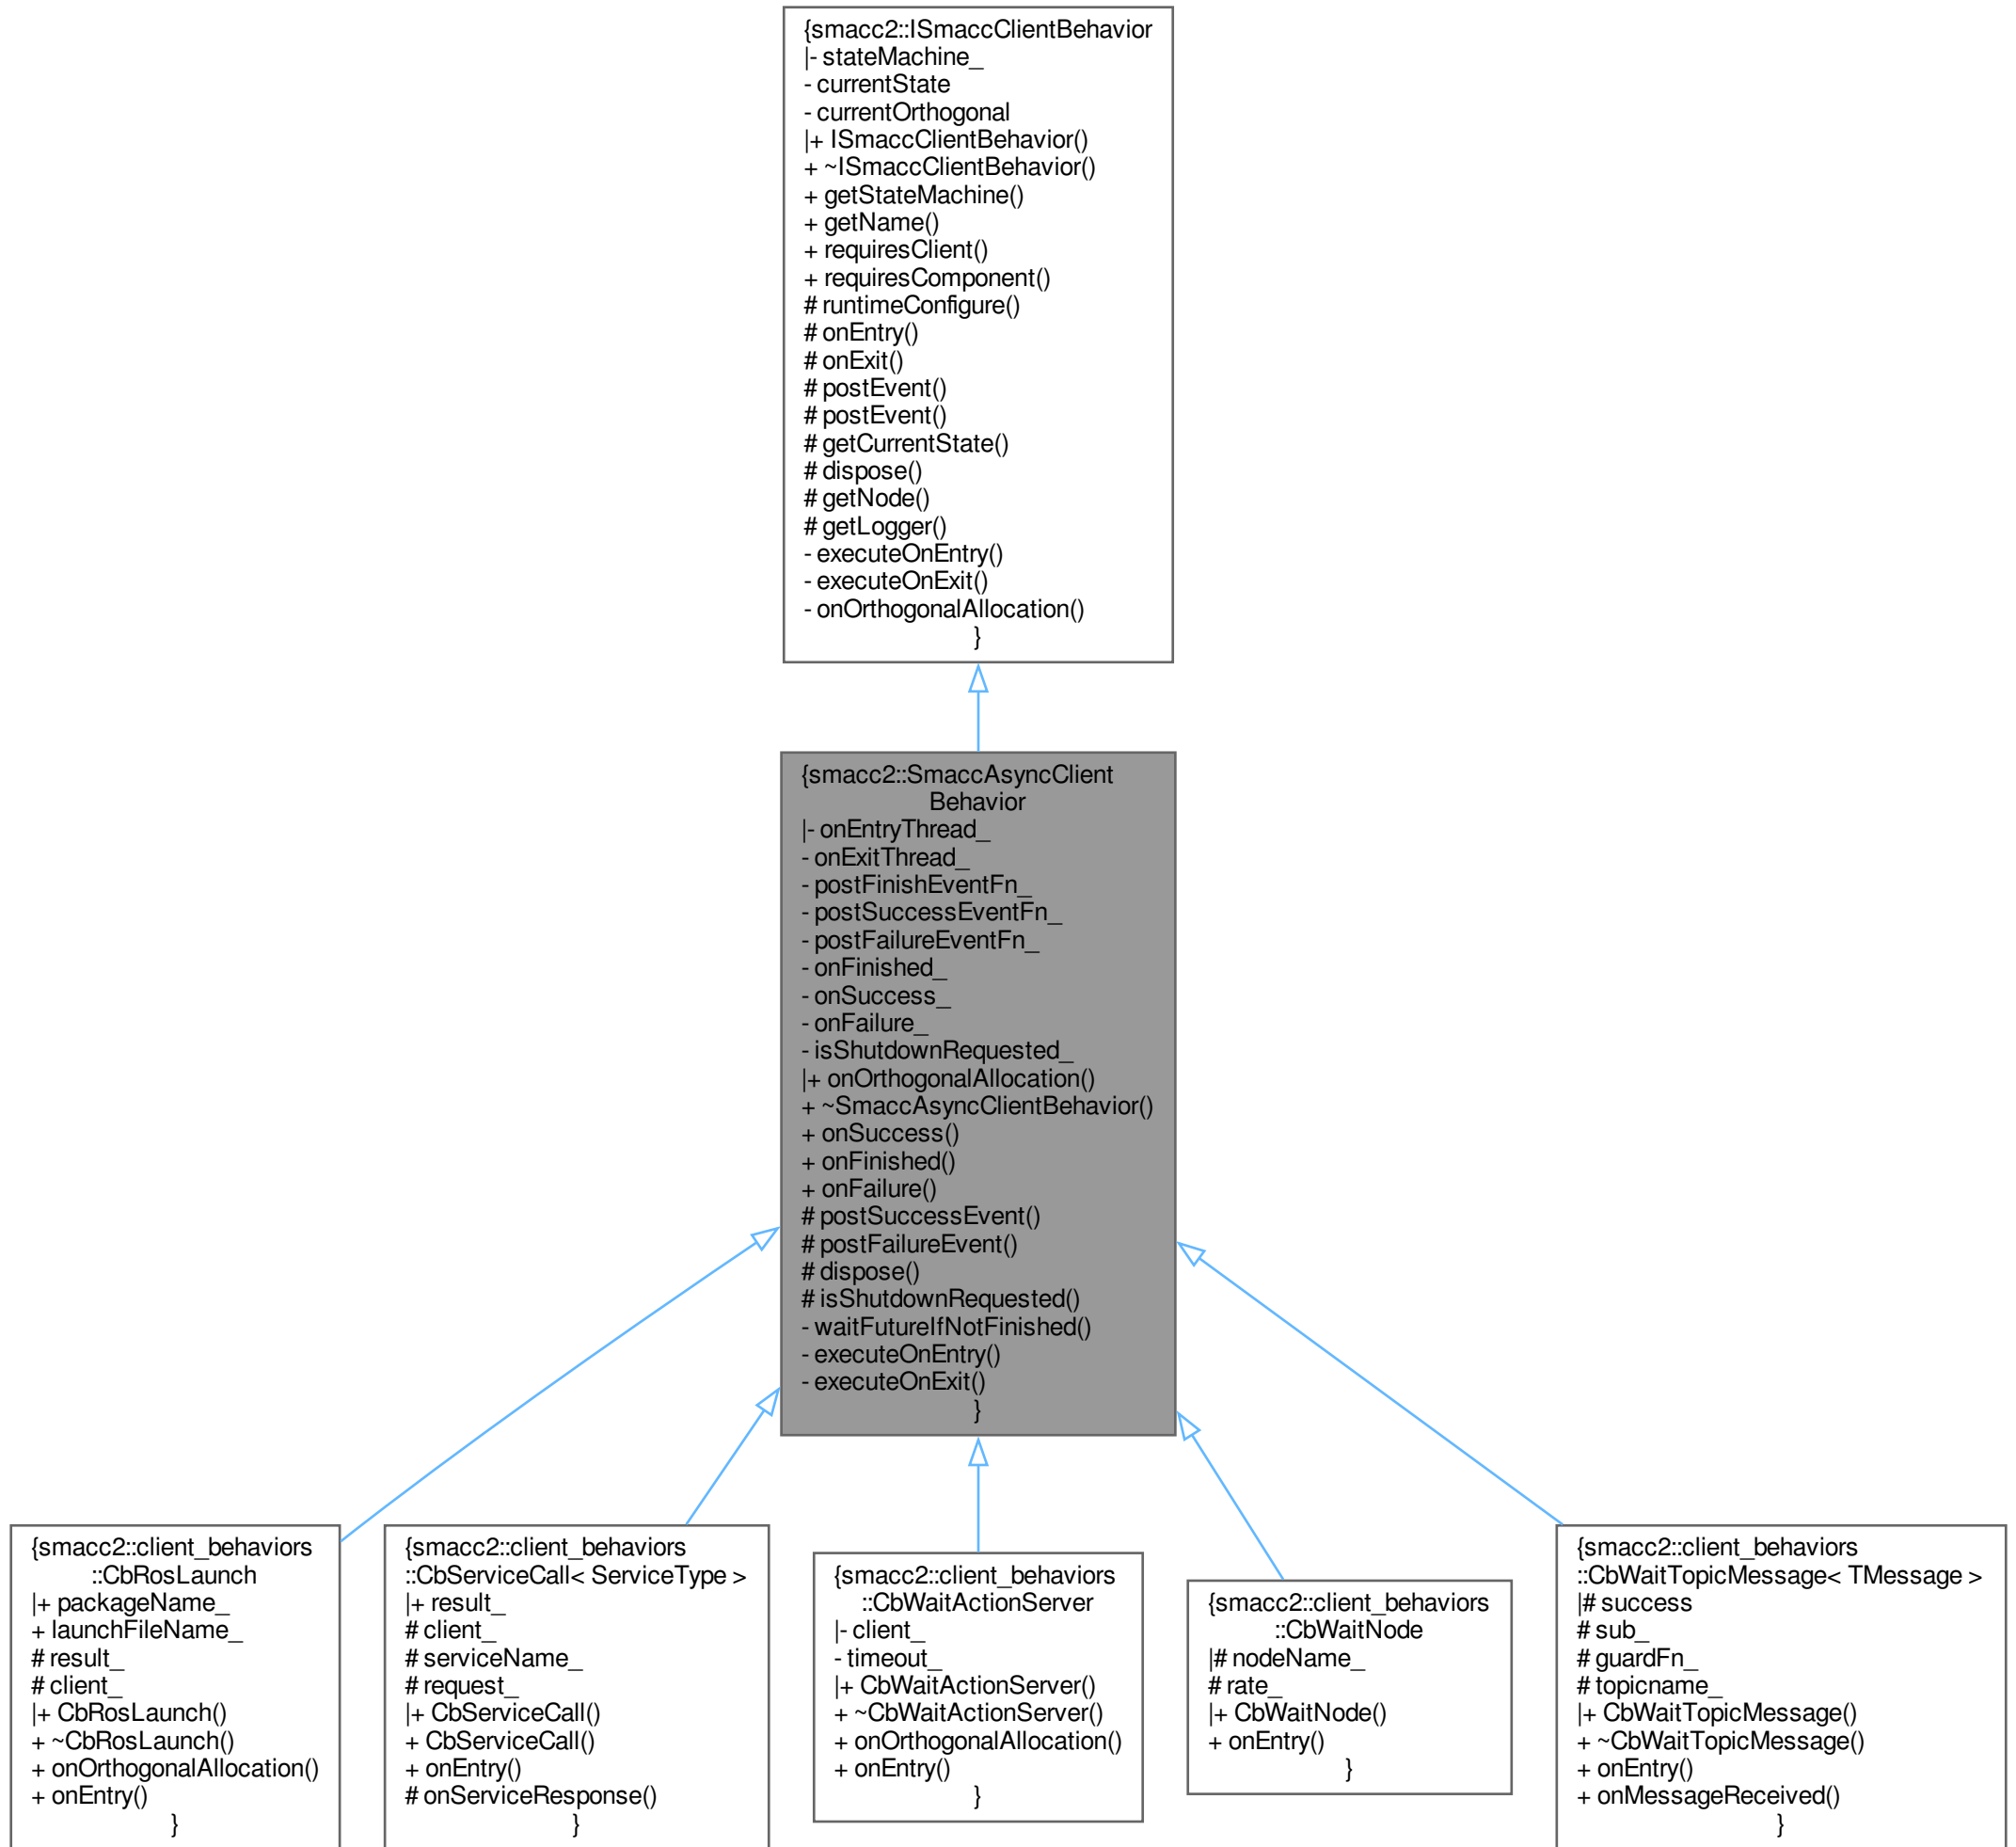 {smacc2::ISmaccClientBehavior
|- stateMachine_
- currentState
- currentOrthogonal
|+ ISmaccClientBehavior()
+ ~ISmaccClientBehavior()
+ getStateMachine()
+ getName()
+ requiresClient()
+ requiresComponent()
# runtimeConfigure()
# onEntry()
# onExit()
# postEvent()
# postEvent()
# getCurrentState()
# dispose()
# getNode()
# getLogger()
- executeOnEntry()
- executeOnExit()
- onOrthogonalAllocation()
}
{smacc2::SmaccAsyncClient
Behavior
|- onEntryThread_
- onExitThread_
- postFinishEventFn_
- postSuccessEventFn_
- postFailureEventFn_
- onFinished_
- onSuccess_
- onFailure_
- isShutdownRequested_
|+ onOrthogonalAllocation()
+ ~SmaccAsyncClientBehavior()
+ onSuccess()
+ onFinished()
+ onFailure()
# postSuccessEvent()
# postFailureEvent()
# dispose()
# isShutdownRequested()
- waitFutureIfNotFinished()
- executeOnEntry()
- executeOnExit()
}
{smacc2::client_behaviors
::CbRosLaunch
|+ packageName_
+ launchFileName_
# result_
# client_
|+ CbRosLaunch()
+ ~CbRosLaunch()
+ onOrthogonalAllocation()
+ onEntry()
}
{smacc2::client_behaviors
::CbServiceCall< ServiceType >
|+ result_
# client_
# serviceName_
# request_
|+ CbServiceCall()
+ CbServiceCall()
+ onEntry()
# onServiceResponse()
}
{smacc2::client_behaviors
::CbWaitActionServer
|- client_
- timeout_
|+ CbWaitActionServer()
+ ~CbWaitActionServer()
+ onOrthogonalAllocation()
+ onEntry()
}
{smacc2::client_behaviors
::CbWaitNode
|# nodeName_
# rate_
|+ CbWaitNode()
+ onEntry()
}
{smacc2::client_behaviors
::CbWaitTopicMessage< TMessage >
|# success
# sub_
# guardFn_
# topicname_
|+ CbWaitTopicMessage()
+ ~CbWaitTopicMessage()
+ onEntry()
+ onMessageReceived()
}